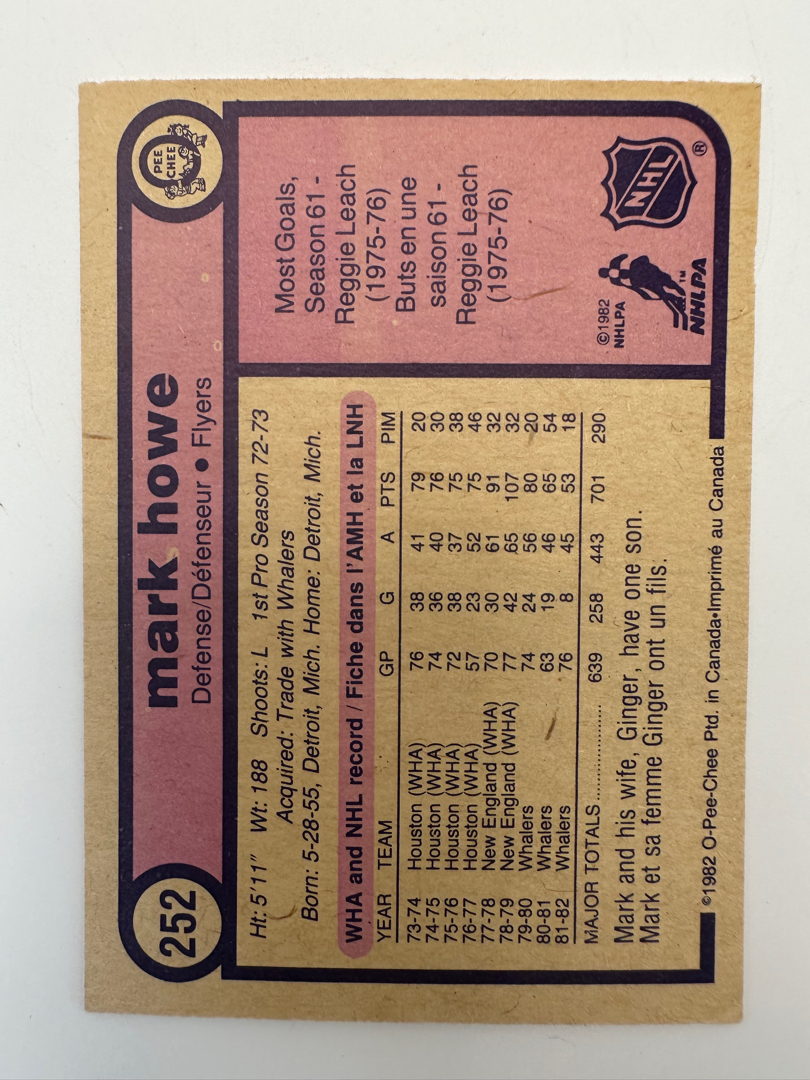 252
O
PEE
CHEE
mark howe
Defense/Défenseur • Flyers
Ht: 5'11" Wt: 188 Shoots: L 1st Pro Season 72-73
Acquired: Trade with Whalers
Born: 5-28-55, Detroit, Mich. Home: Detroit, Mich.
WHA and NHL record / Fiche dans l'AMH et la LNH
YEAR TEAM GP G A PTS PIM
73-74 Houston (WHA) 76 38 41 79 20
74-75 Houston (WHA) 74 36 40 76 30
75-76 Houston (WHA) 72 38 37 75 38
76-77 Houston (WHA) 57 23 52 75 46
77-78 New England (WHA) 70 30 61 91 32
78-79 New England (WHA) 77 42 65 107 32
79-80 Whalers 74 24 56 80 20
80-81 Whalers 63 19 46 65 54
81-82 Whalers 76 8 45 53 18
MAJOR TOTALS.................. 639 258 443 701 290
Mark and his wife, Ginger, have one son.
Mark et sa femme Ginger ont un fils.
Most Goals,
Season 61 -
Reggie Leach
(1975-76)
Buts en une
saison 61 -
Reggie Leach
(1975-76)
©1982
NHLPA
TM
NHLPA
NHL
®
©1982 O-Pee-Chee Ptd. in Canada•Imprimé au Canada